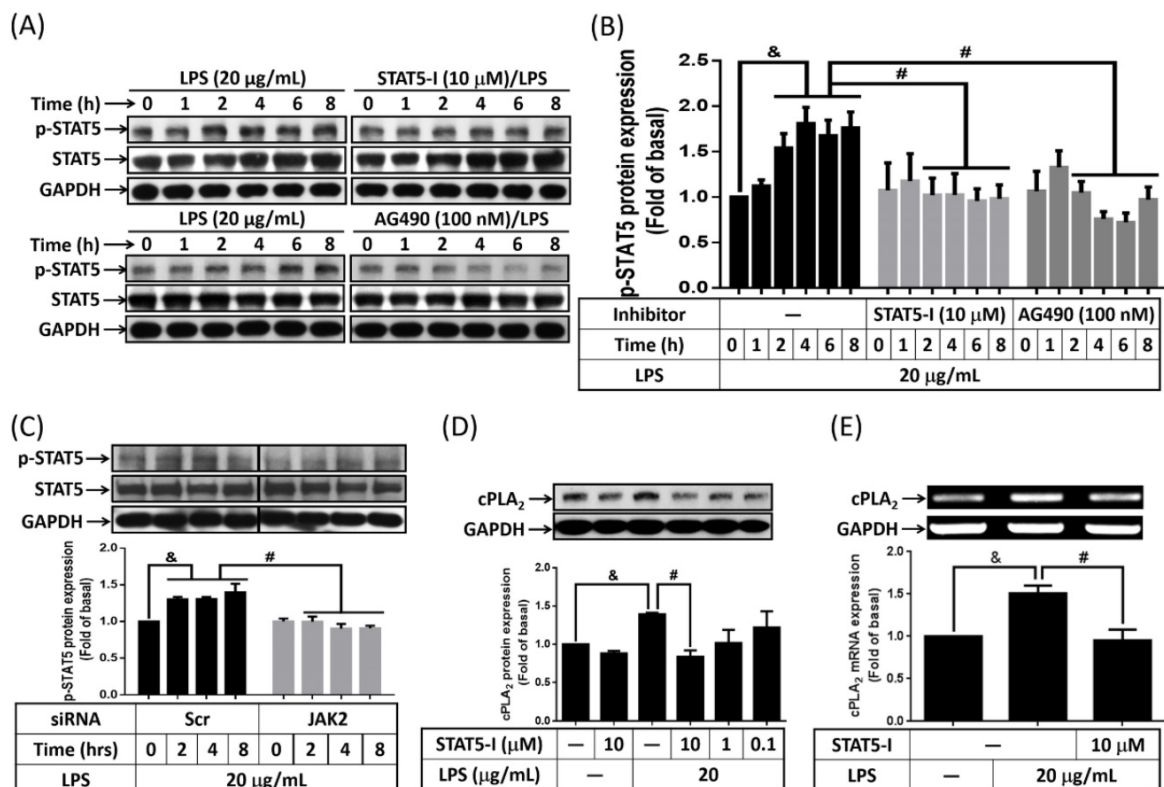 (A)
LPS (20 µg/mL) STAT5-I (10 µM)/LPS
Time (h) 0 1 2 4 6 8 0 1 2 4 6 8
p-STAT5
STAT5
GAPDH
LPS (20 µg/mL) AG490 (100 nM)/LPS
Time (h) 0 1 2 4 6 8 0 1 2 4 6 8
p-STAT5
STAT5
GAPDH
(B)
p-STAT5 protein expression
(Fold of basal)
2.5
2.0
1.5
1.0
0.5
0.0
& # #
Inhibitor — STAT5-I (10 µM) AG490 (100 nM)
Time (h) 0 1 2 4 6 8 0 1 2 4 6 8 0 1 2 4 6 8
LPS 20 µg/mL
(C)
p-STAT5
STAT5
GAPDH
p-STAT5 protein expression
(Fold of basal)
2.0
1.5
1.0
0.5
0.0
& #
siRNA Scr JAK2
Time (hrs) 0 2 4 8 0 2 4 8
LPS 20 µg/mL
(D)
cPLA2
GAPDH
cPLA2 protein expression
(Fold of basal)
2.0
1.5
1.0
0.5
0.0
& #
STAT5-I (µM) — 10 — 10 1 0.1
LPS (µg/mL) — 20
(E)
cPLA2
GAPDH
cPLA2 mRNA expression
(Fold of basal)
2.0
1.5
1.0
0.5
0.0
& #
STAT5-I — 10 µM
LPS — 20 µg/mL